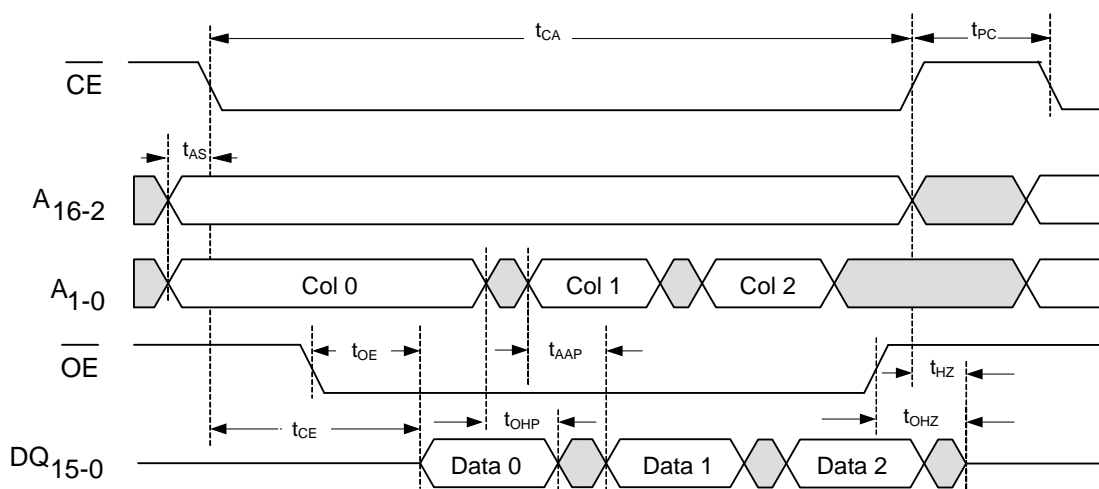 tCA tPC
CE
tAS
A16-2
A1-0 Col 0 Col 1 Col 2
OE tOE tAAP tHZ
tCE tOHP tOHZ
DQ15-0 Data 0 Data 1 Data 2